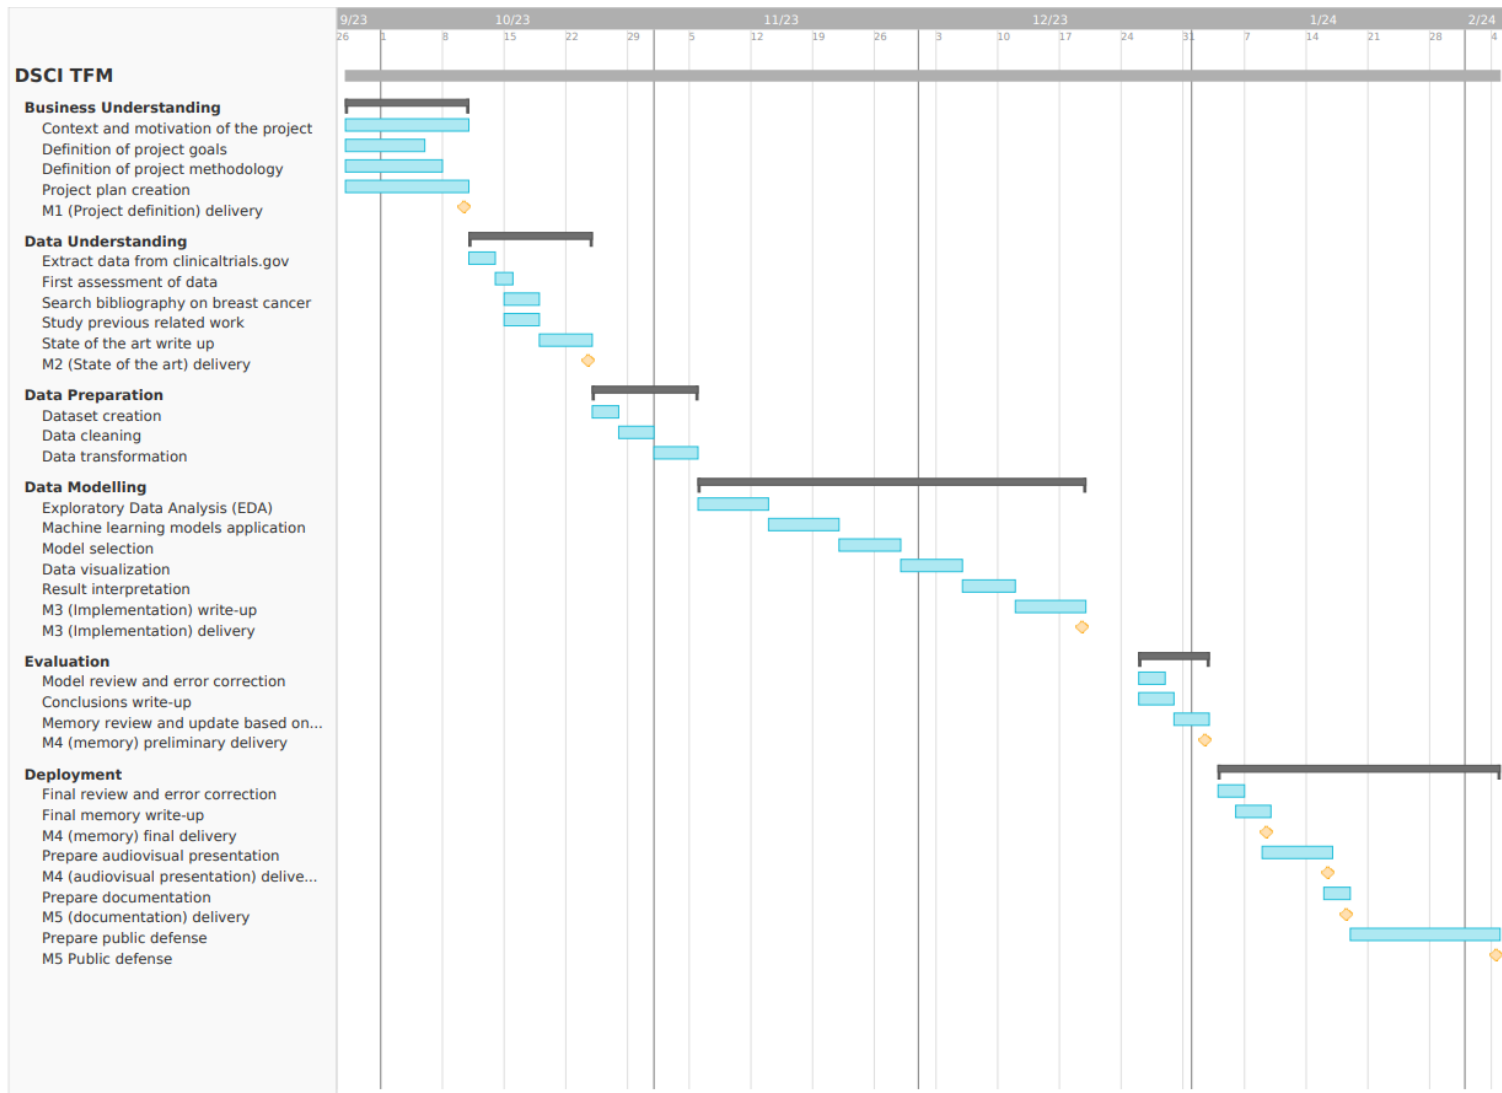 9/23 10/23 11/23 12/23 1/24 2/24
26 1 8 15 22 29 5 12 19 26 3 10 17 24 31 7 14 21 28 4
DSCI TFM
Business Understanding
Context and motivation of the project
Definition of project goals
Definition of project methodology
Project plan creation
M1 (Project definition) delivery
Data Understanding
Extract data from clinicaltrials.gov
First assessment of data
Search bibliography on breast cancer
Study previous related work
State of the art write up
M2 (State of the art) delivery
Data Preparation
Dataset creation
Data cleaning
Data transformation
Data Modelling
Exploratory Data Analysis (EDA)
Machine learning models application
Model selection
Data visualization
Result interpretation
M3 (Implementation) write-up
M3 (Implementation) delivery
Evaluation
Model review and error correction
Conclusions write-up
Memory review and update based on...
M4 (memory) preliminary delivery
Deployment
Final review and error correction
Final memory write-up
M4 (memory) final delivery
Prepare audiovisual presentation
M4 (audiovisual presentation) delive...
Prepare documentation
M5 (documentation) delivery
Prepare public defense
M5 Public defense